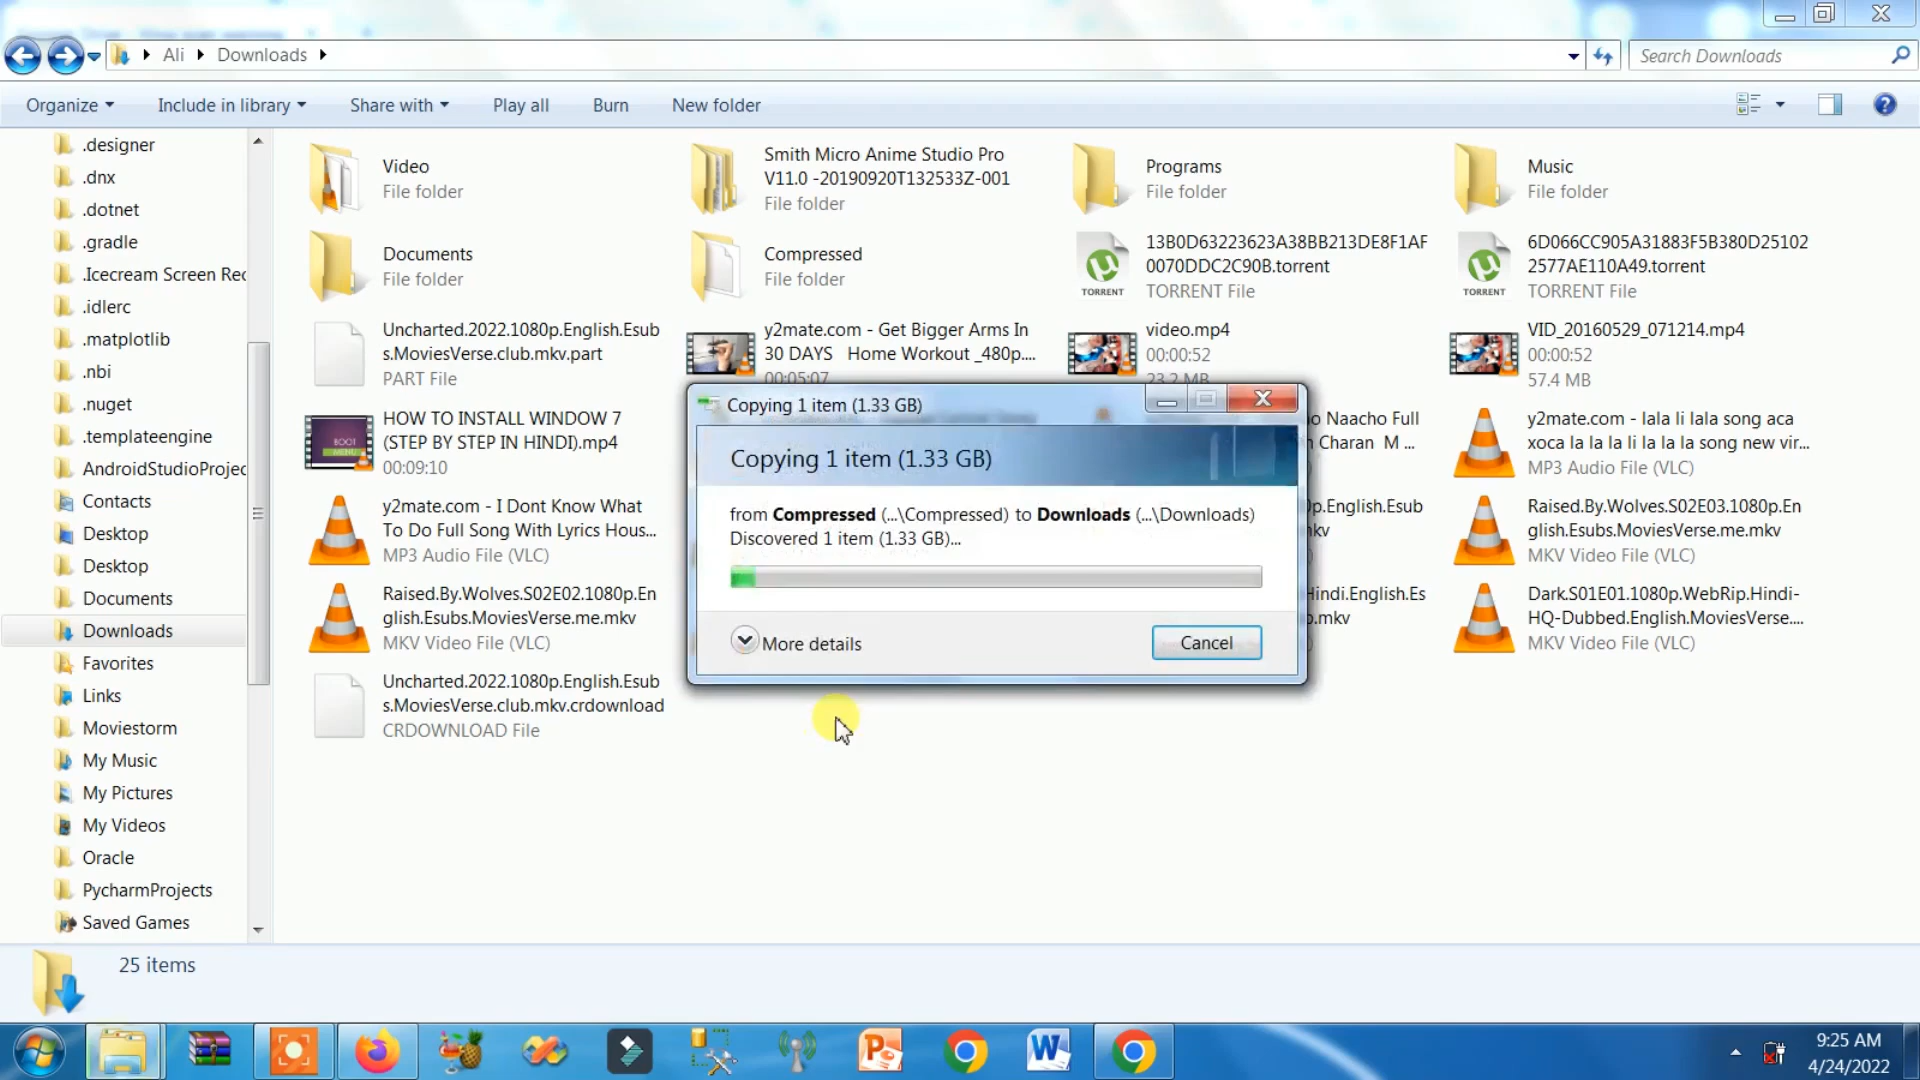 Ali
Downloads
Search Downloads
Organize
Include in library
Share with
Play all
Burn
New folder
.designer
.dnx
.dotnet
.gradle
.Icecream Screen Rec
.idlerc
.matplotlib
.nbi
.nuget
.templateengine
AndroidStudioProjec
Contacts
Desktop
Desktop
Documents
Downloads
Favorites
Links
Moviestorm
My Music
My Pictures
My Videos
Oracle
PycharmProjects
Saved Games
Video
File folder
Smith Micro Anime Studio Pro
V11.0 -20190920T132533Z-001
File folder
Programs
File folder
Music
File folder
Documents
File folder
Compressed
File folder
TORRENT
13B0D63223623A38BB213DE8F1AF
0070DDC2C90B.torrent
TORRENT File
TORRENT
6D066CC905A31883F5B380D25102
2577AE110A49.torrent
TORRENT File
Uncharted.2022.1080p.English.Esub
s.MoviesVerse.club.mkv.part
PART File
y2mate.com - Get Bigger Arms In
30 DAYS Home Workout _480p....
00:05:07
video.mp4
00:00:52
23.2 MB
VID_20160529_071214.mp4
00:00:52
57.4 MB
BOOT
MENU
HOW TO INSTALL WINDOW 7
(STEP BY STEP IN HINDI).mp4
00:09:10
o Naacho Full
n Charan M ...
y2mate.com - lala li lala song aca
xoca la la la li la la la song new vir...
MP3 Audio File (VLC)
y2mate.com - I Dont Know What
To Do Full Song With Lyrics Hous...
MP3 Audio File (VLC)
p.English.Esub
Raised.By.Wolves.S02E03.1080p.En
glish.Esubs.MoviesVerse.me.mkv
MKV Video File (VLC)
Raised.By.Wolves.S02E02.1080p.En
glish.Esubs.MoviesVerse.me.mkv
MKV Video File (VLC)
Hindi.English.Es
Dark.S01E01.1080p.WebRip.Hindi-
HQ-Dubbed.English.MoviesVerse....
MKV Video File (VLC)
Uncharted.2022.1080p.English.Esub
s.MoviesVerse.club.mkv.crdownload
CRDOWNLOAD File
Copying 1 item (1.33 GB)
Copying 1 item (1.33 GB)
from Compressed (...\Compressed) to Downloads (...\Downloads)
Discovered 1 item (1.33 GB)...
More details
Cancel
25 items
9:25 AM
4/24/2022